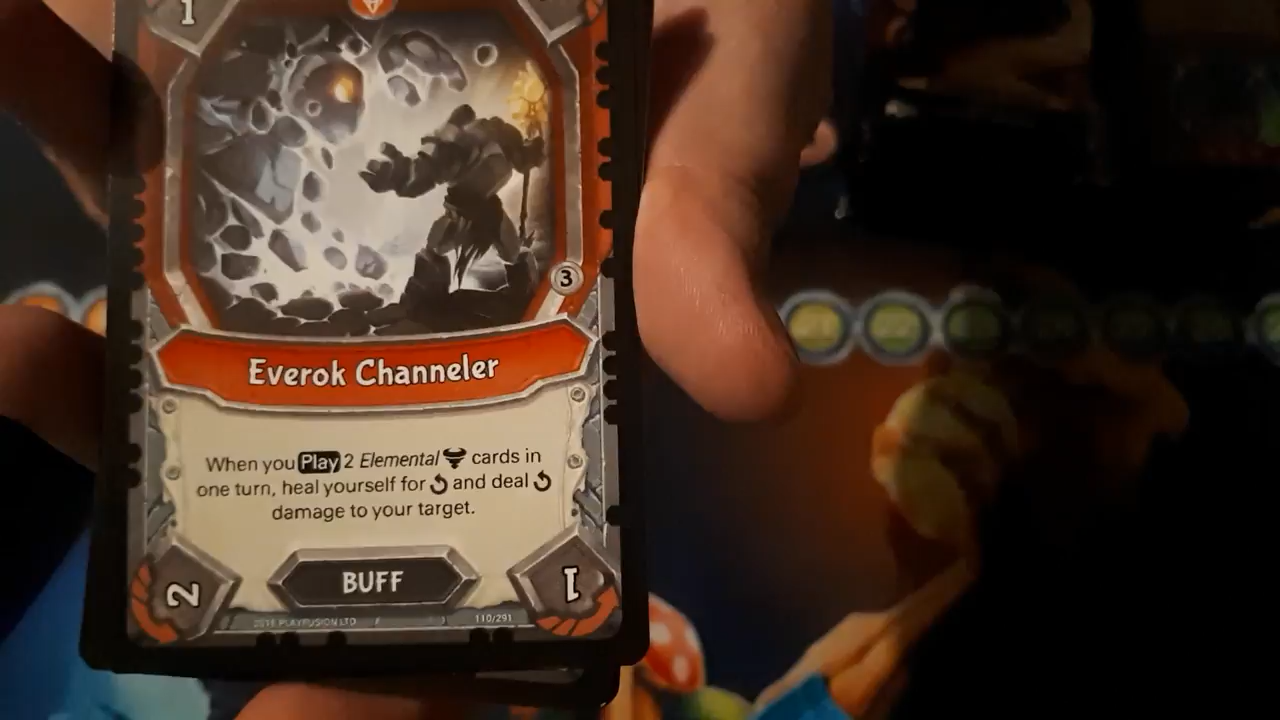 1
3
Everok Channeler
When you Play 2 Elemental cards in
one turn, heal yourself for and deal
damage to your target.
2 BUFF 1
PLAYFUSION LTD 110/291